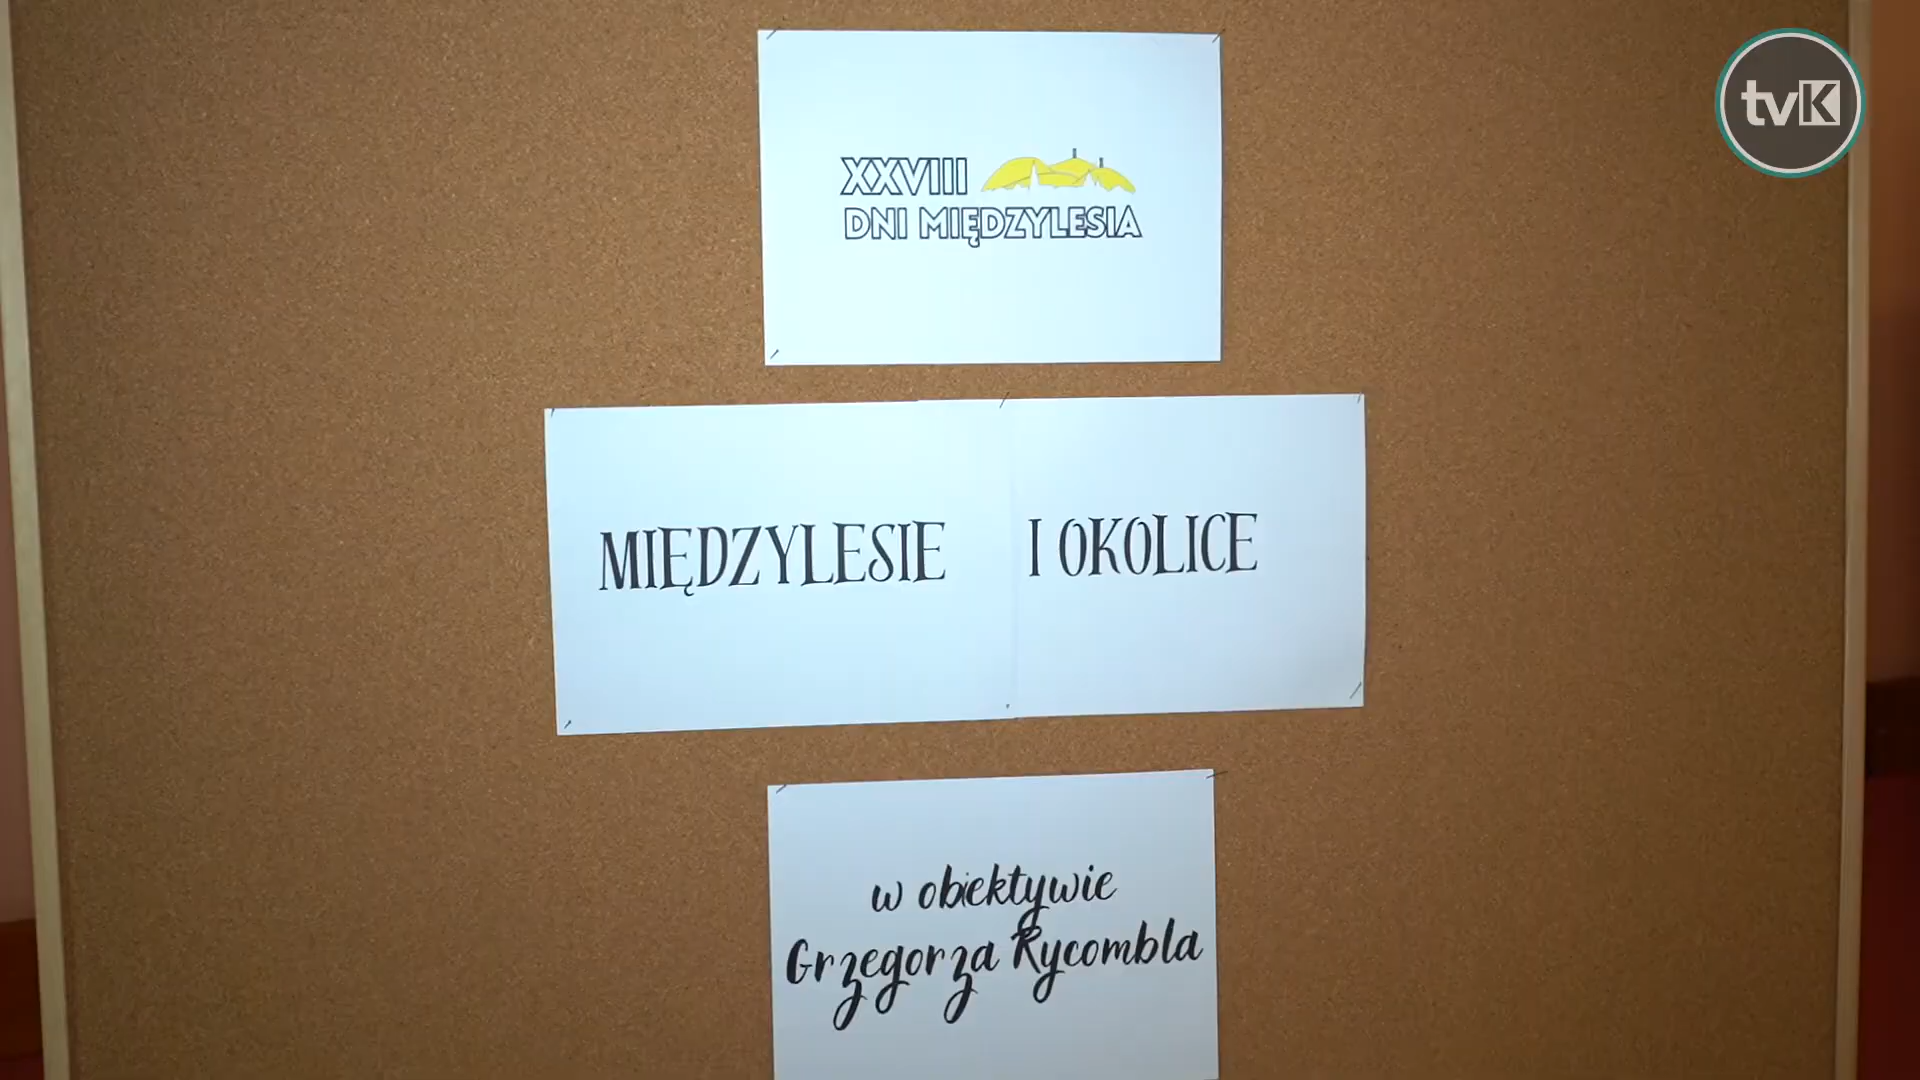 tvK
XXVIII
DNI MIĘDZYLESIA
MIĘDZYLESIE I OKOLICE
w obiektywie
Grzegorza Rycombla